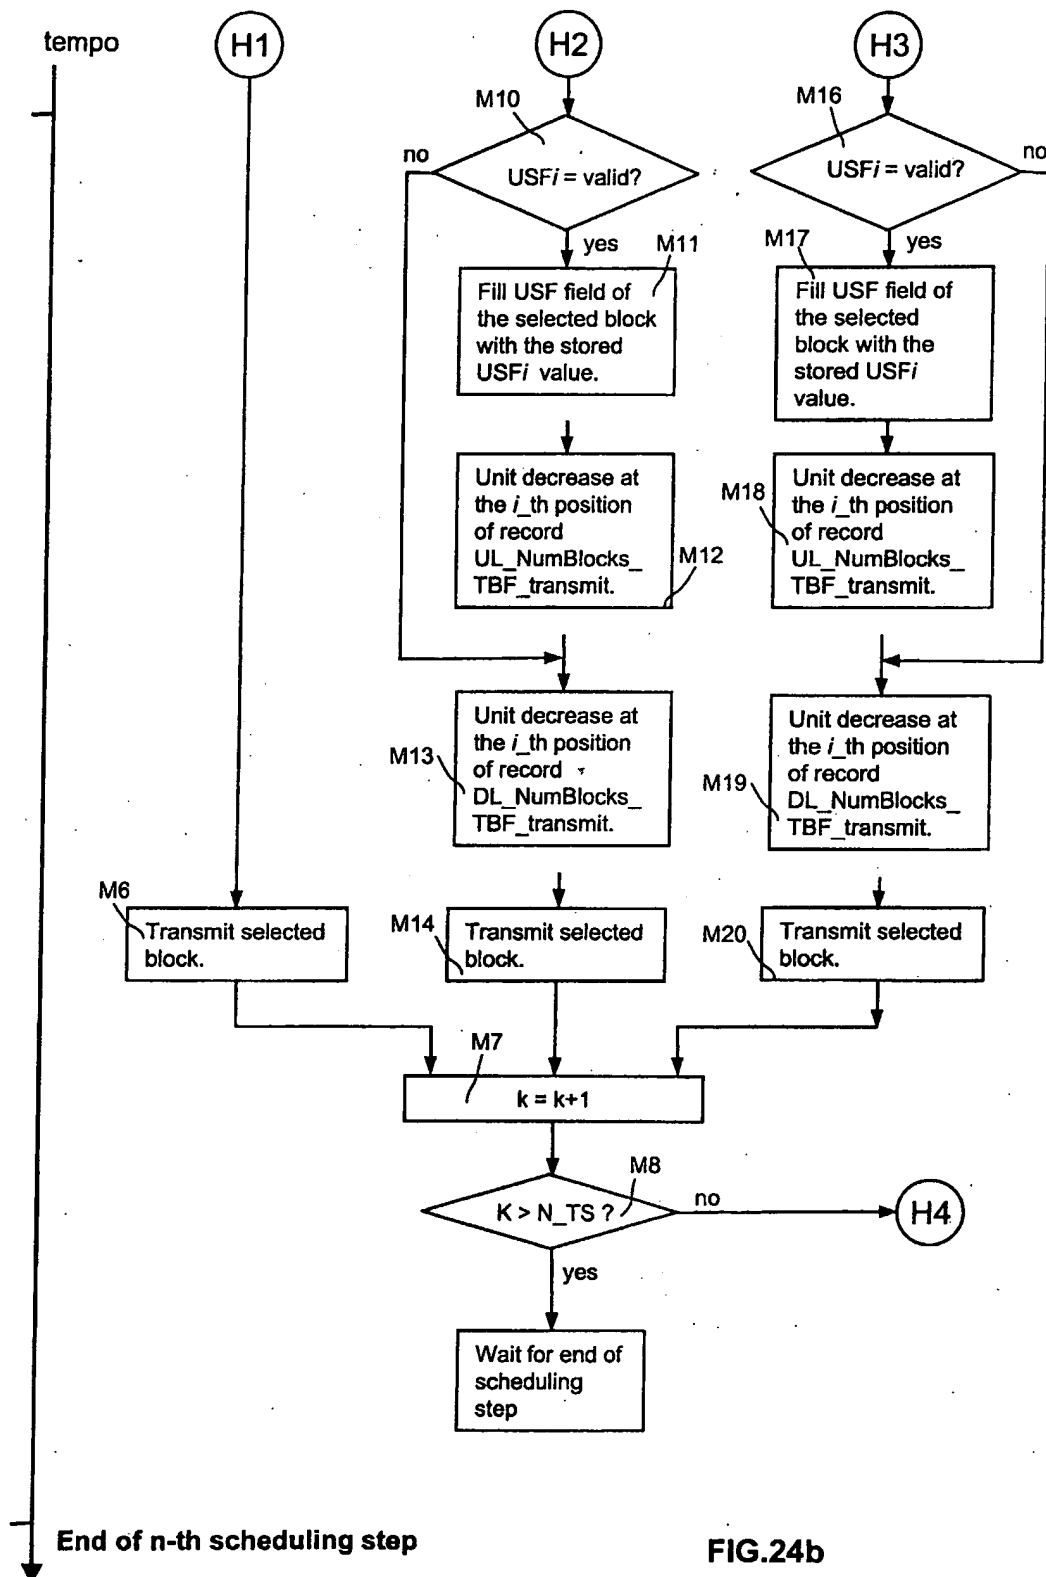 tempo
H1
H2
H3
M10
M16
no
USFi = valid?
USFi = valid?
no
yes
M11
M17
yes
Fill USF field of
the selected block
with the stored
USFi value.
Fill USF field of
the selected
block with the
stored USFi
value.
Unit decrease at
the i_th position
of record
UL_NumBlocks_
TBF_transmit.
M12
M18
Unit decrease at
the i_th position
of record
UL_NumBlocks_
TBF_transmit.
M13
Unit decrease at
the i_th position
of record
DL_NumBlocks_
TBF_transmit.
M19
Unit decrease at
the i_th position
of record
DL_NumBlocks_
TBF_transmit.
M6
Transmit selected
block.
M14
Transmit selected
block.
M20
Transmit selected
block.
M7
k = k+1
M8
K > N_TS ?
no
H4
yes
Wait for end of
scheduling
step
End of n-th scheduling step
FIG.24b